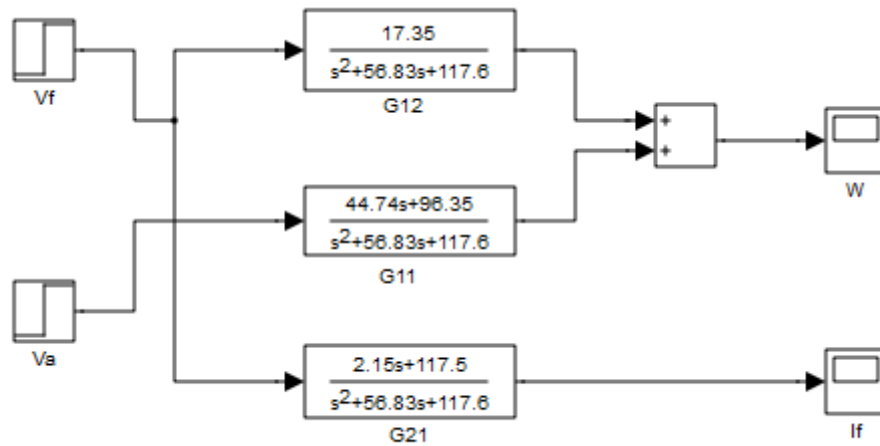 Vf
17.35
s²+56.83s+117.6
G12
+
+
W
44.74s+96.35
s²+56.83s+117.6
G11
Va
2.15s+117.5
s²+56.83s+117.6
G21
If